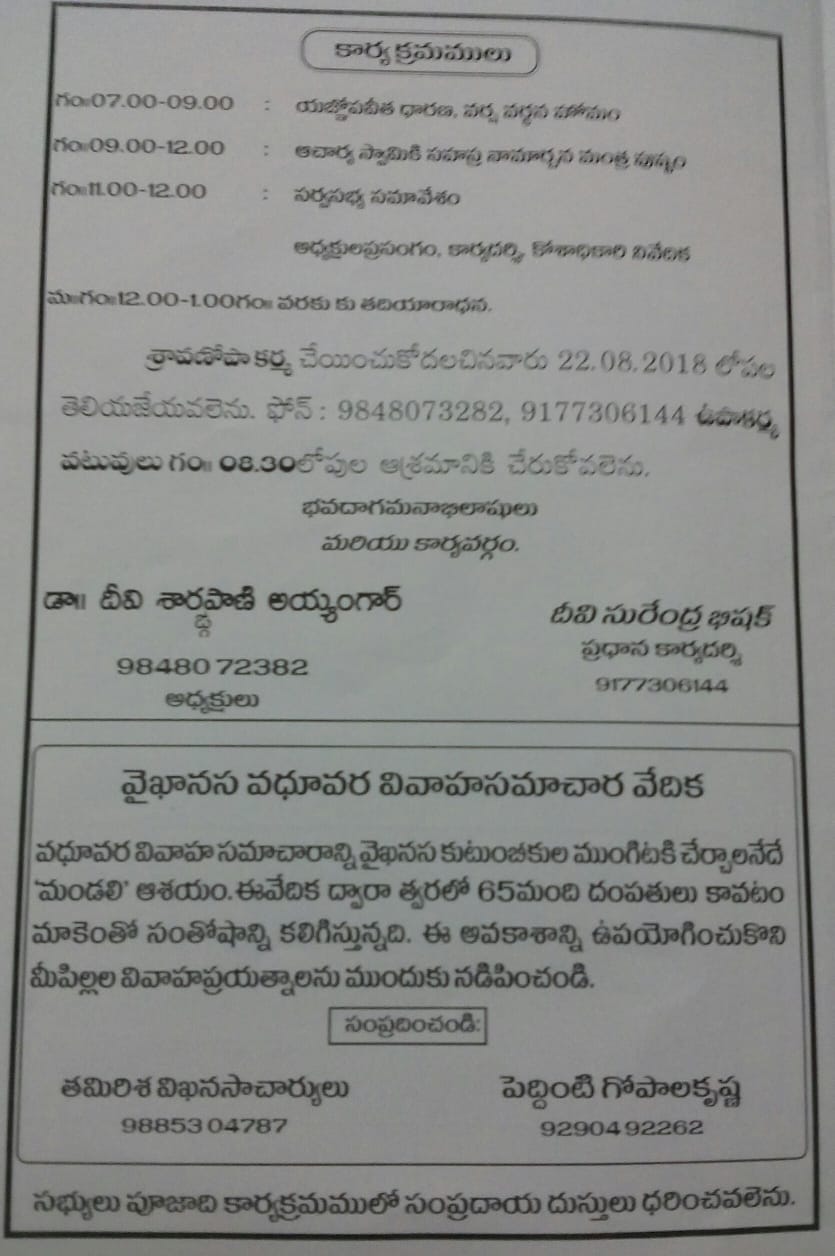 కార్యక్రమములు
గం॥07.00-09.00 : యజ్ఞోపవీత ధారణ, వర్ష వర్ధన హోమం
గం॥09.00-12.00 : ఆచార్య స్వామికి సహస్ర నామార్చన మంత్ర పుష్పం
గం॥11.00-12.00 : సర్వసభ్య సమావేశం
అధ్యక్షులప్రసంగం, కార్యదర్శి, కోశాధికారి నివేదిక
మ॥గం॥12.00-1.00గం॥ వరకు కు తదియారాధన.
శ్రావణోపా కర్మ చేయించుకోదలచినవారు 22.08.2018 లోపల
తెలియజేయవలెను. ఫోన్ : 9848073282, 9177306144 ఉపాకర్మ
వటువులు గం॥ 08.30లోపుల ఆశ్రమానికి చేరుకోవలెను.
భవదాగమనాభిలాషులు
మరియు కార్యవర్గం.
డా॥ దీవి శార్ఙ్గపాణి అయ్యంగార్
98480 72382
అధ్యక్షులు
దీవి సురేంద్ర భిషక్
ప్రధాన కార్యదర్శి
9177306144
వైఖానస వధూవర వివాహసమాచార వేదిక
వధూవర వివాహ సమాచారాన్ని వైఖనస కుటుంబీకుల ముంగిటకి చేర్చాలనేదే
'మండలి' ఆశయం.ఈవేదిక ద్వారా త్వరలో 65మంది దంపతులు కావటం
మాకెంతో సంతోషాన్ని కలిగిస్తున్నది. ఈ అవకాశాన్ని ఉపయోగించుకొని
మీపిల్లల వివాహప్రయత్నాలను ముందుకు నడిపించండి.
సంప్రదించండి:
తమిరిశ విఖనసాచార్యులు
98853 04787
పెద్దింటి గోపాలకృష్ణ
92904 92262
సభ్యులు పూజాది కార్యక్రమములో సంప్రదాయ దుస్తులు ధరించవలెను.